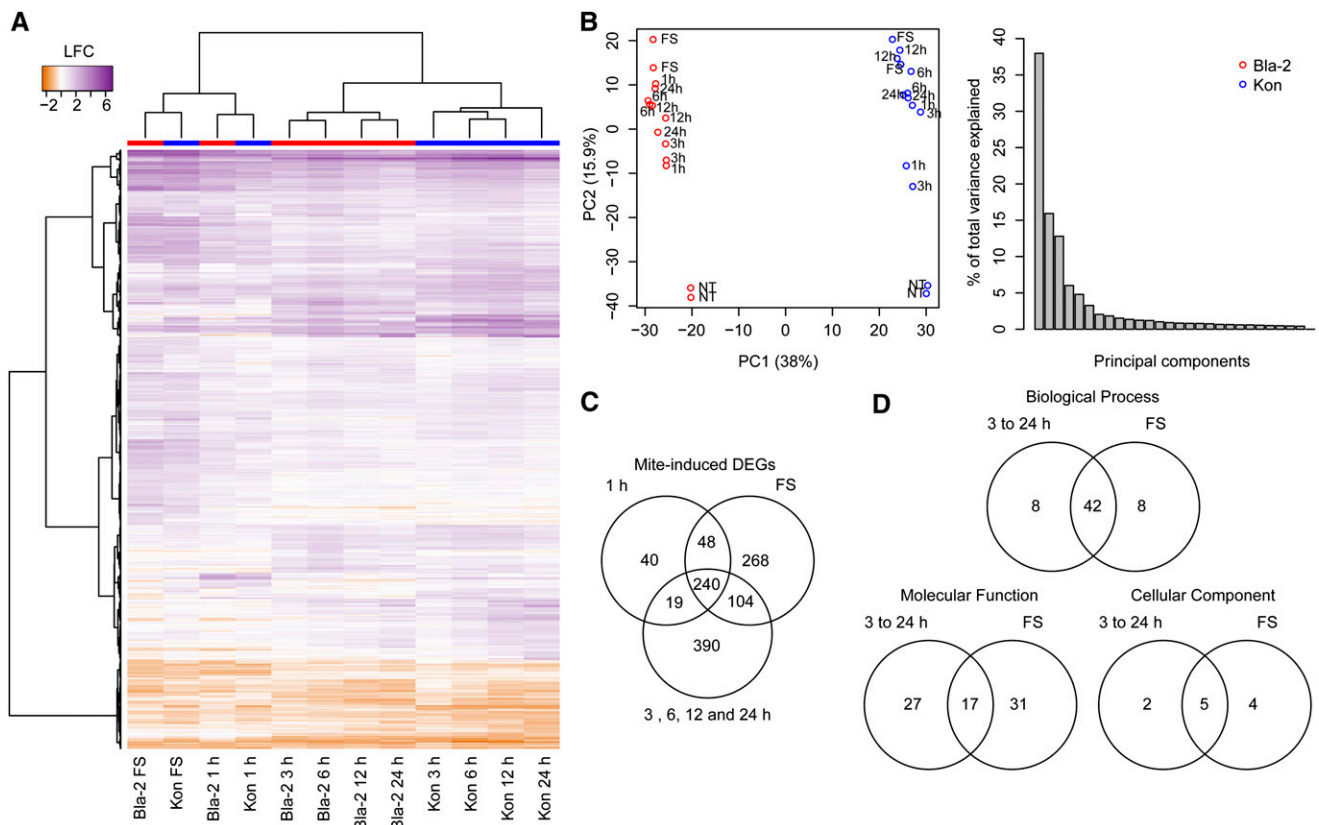 A
LFC
−2 2 6
Bla-2 FS
Kon FS
Bla-2 1 h
Kon 1 h
Bla-2 3 h
Bla-2 6 h
Bla-2 12 h
Bla-2 24 h
Kon 3 h
Kon 6 h
Kon 12 h
Kon 24 h
B
PC2 (15.9%)
20
10
0
−10
−20
−30
−40
FS
FS
1h
24h
6h
6h
12h
12h
24h
3h
3h
1h
NT
NT
FS
12h
12h
FS
6h
6h
24h
24h
1h
3h
1h
3h
NT
NT
−30 −20 −10 0 10 20 30
PC1 (38%)
% of total variance explained
40
35
30
25
20
15
10
5
0
Bla-2
Kon
Principal components
C
Mite-induced DEGs
1 h
FS
48
40
268
240
19
104
390
3 , 6, 12 and 24 h
D
Biological Process
3 to 24 h
FS
8 42 8
Molecular Function
3 to 24 h
FS
27 17 31
Cellular Component
3 to 24 h
FS
2 5 4